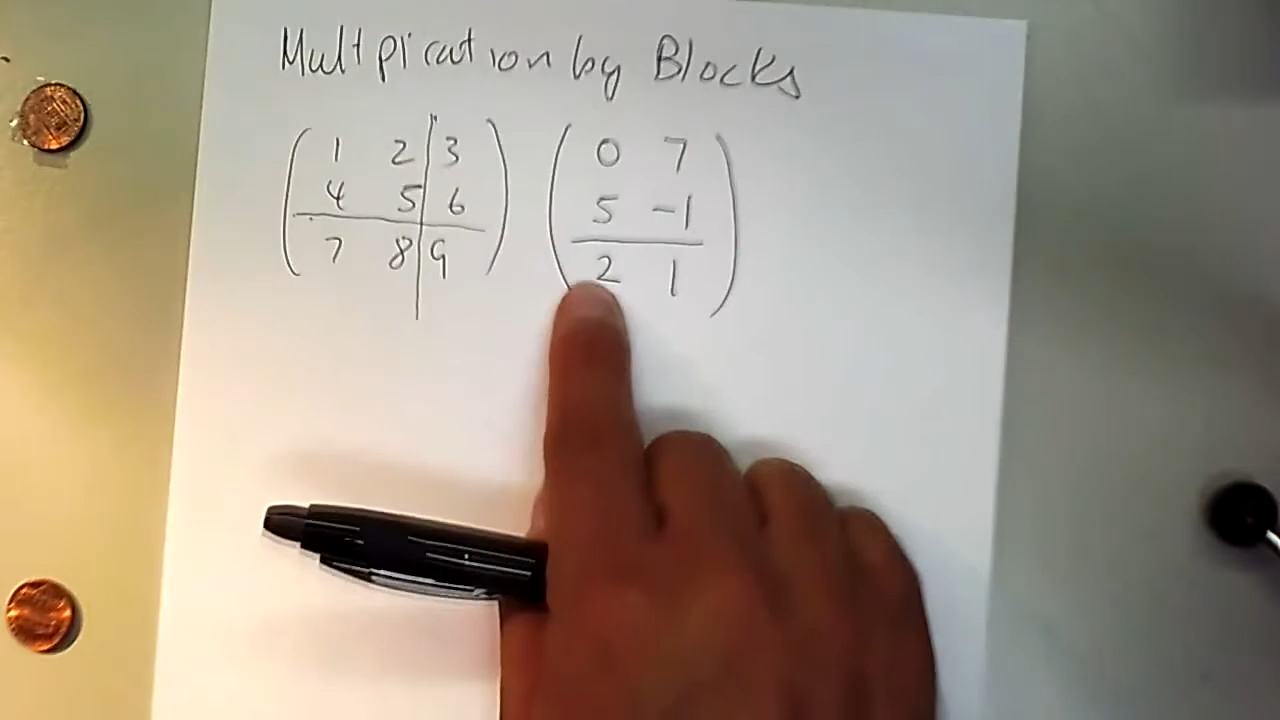 Multpication by Blocks
( 1 2 | 3 ) ( 0 7 )
( 4 5 | 6 ) ( 5 -1 )
( 7 8 | 9 ) ( 2 1 )